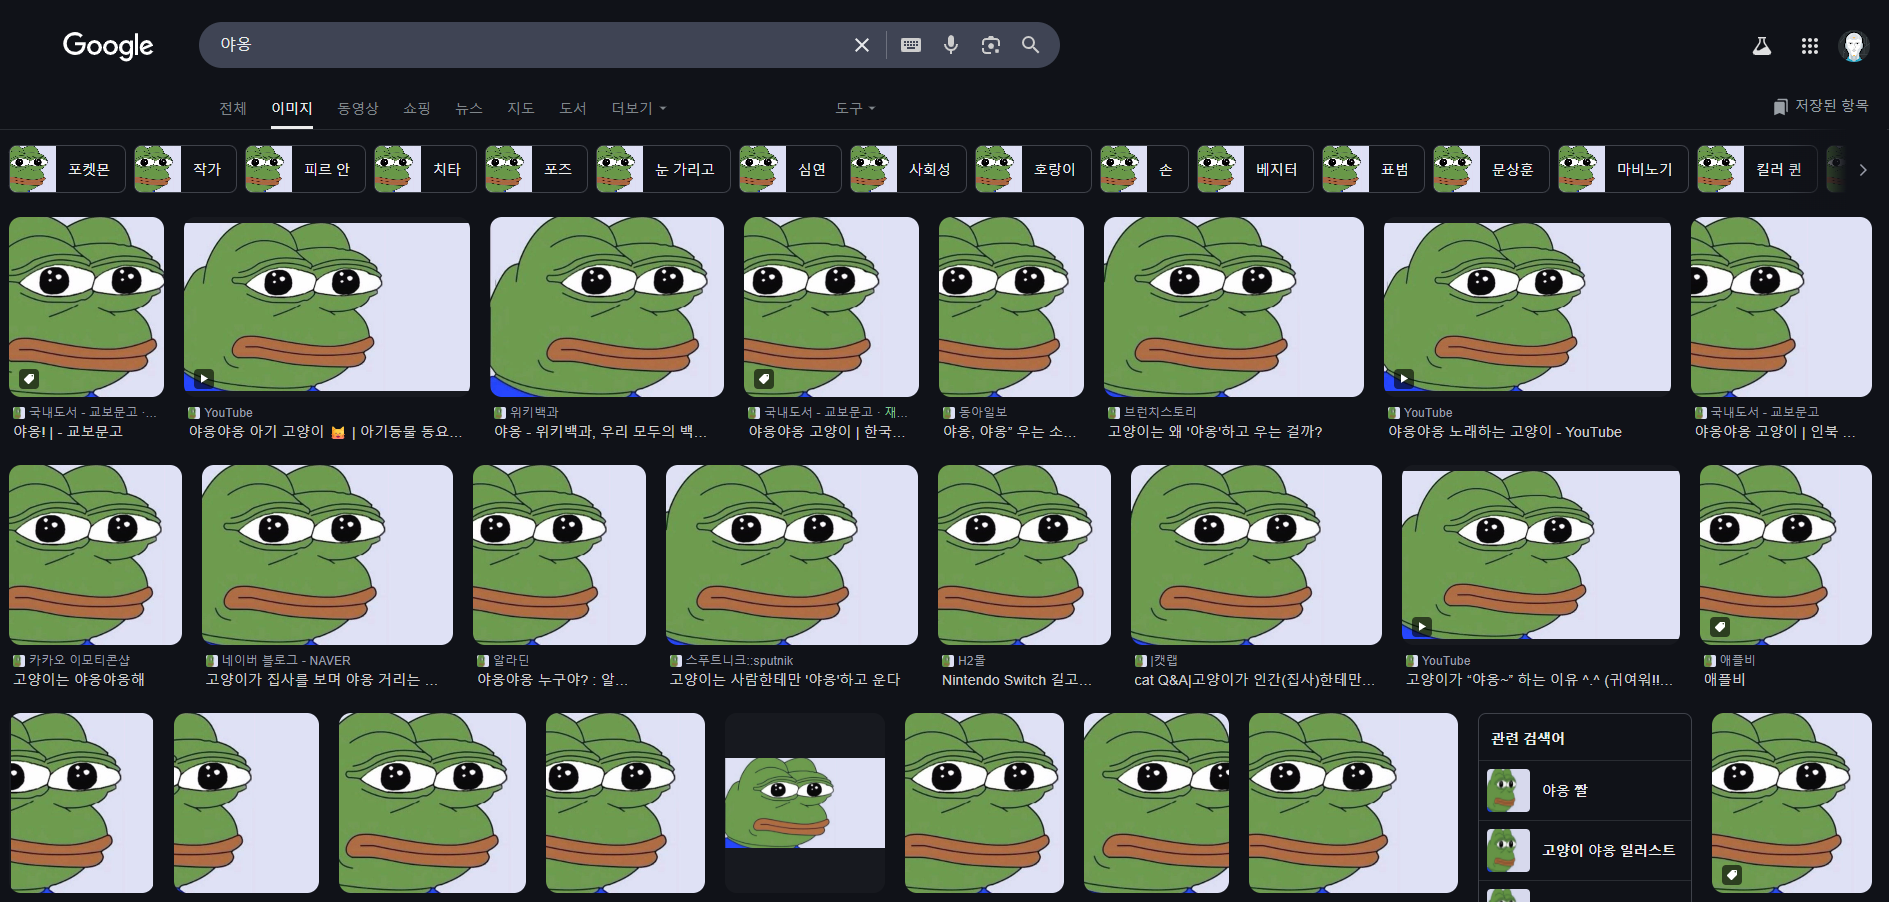 Google
야옹
전체 이미지 동영상 쇼핑 뉴스 지도 도서 더보기 도구 저장된 항목
포켓몬 작가 피르 안 치타 포즈 눈 가리고 심연 사회성 호랑이 손 베지터 표범 문상훈 마비노기 킬러 퀸
국내도서 - 교보문고 ·... YouTube 위키백과 국내도서 - 교보문고 · 재... 동아일보 브런치스토리 YouTube 국내도서 - 교보문고
야옹! | - 교보문고 야옹야옹 아기 고양이 🐱 | 아기동물 동요... 야옹 - 위키백과, 우리 모두의 백... 야옹야옹 고양이 | 한국... 야옹, 야옹” 우는 소... 고양이는 왜 '야옹'하고 우는 걸까? 야옹야옹 노래하는 고양이 - YouTube 야옹야옹 고양이 | 인북 ...
카카오 이모티콘샵 네이버 블로그 - NAVER 알라딘 스푸트니크::sputnik H2몰 |캣랩 YouTube 애플비
고양이는 야옹야옹해 고양이가 집사를 보며 야옹 거리는 ... 야옹야옹 누구야? : 알... 고양이는 사람한테만 '야옹'하고 운다 Nintendo Switch 길고... cat Q&A|고양이가 인간(집사)한테만... 고양이가 “야옹~” 하는 이유 ^.^ (귀여워!!... 애플비
관련 검색어
야옹 짤
고양이 야옹 일러스트